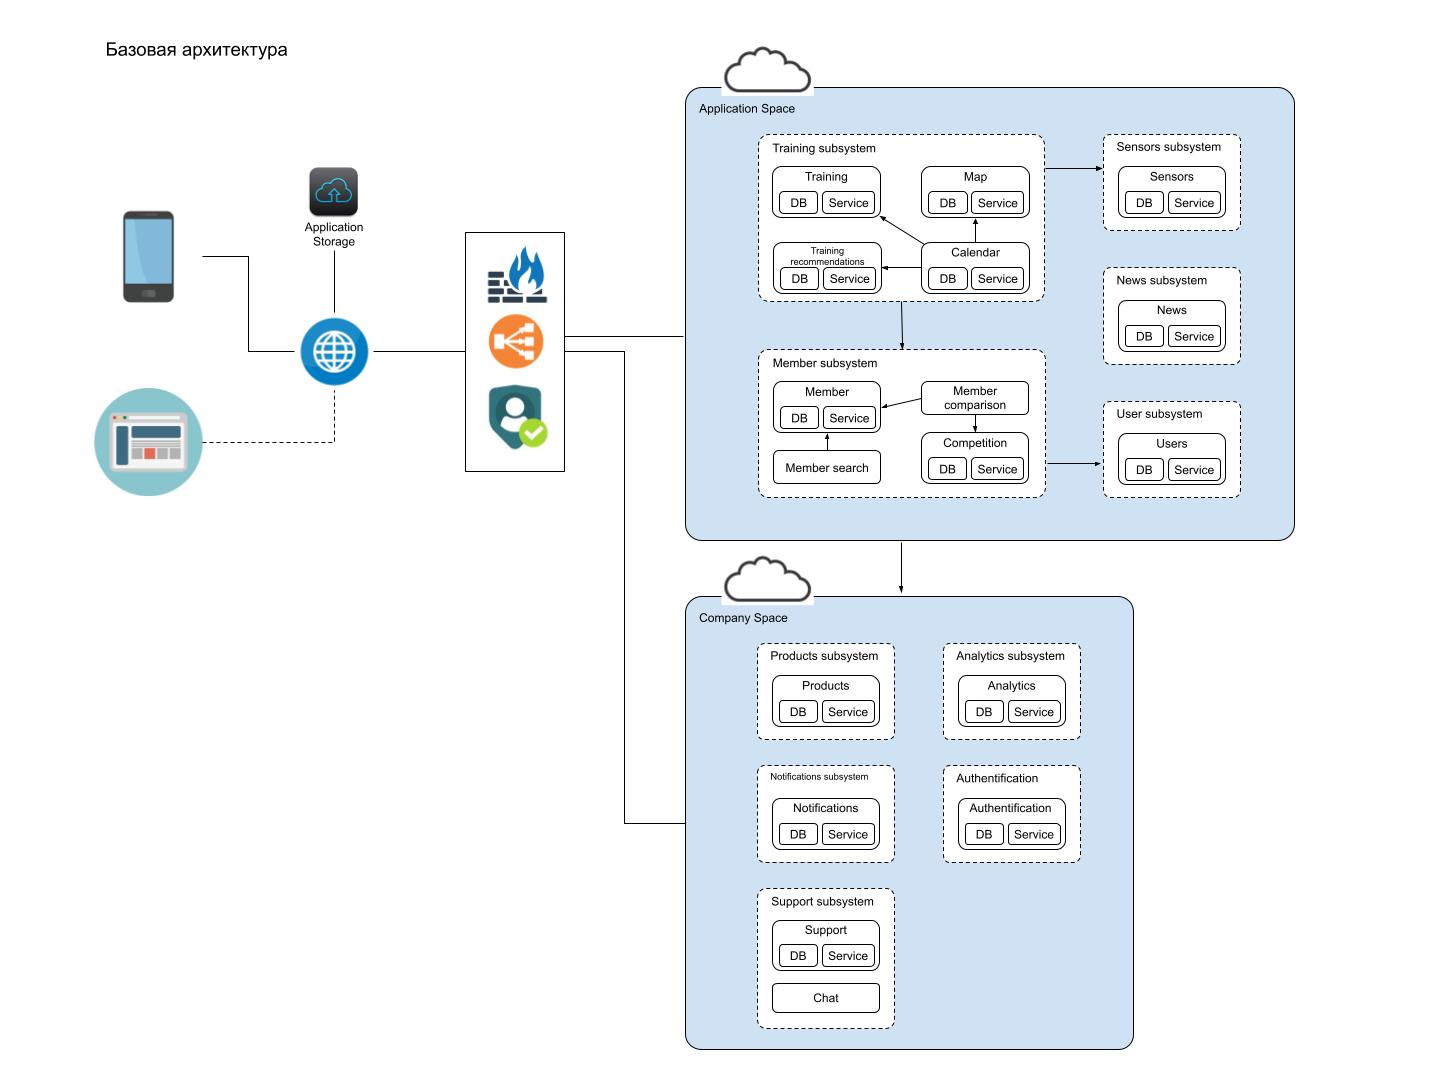 Базовая архитектура
Application
Storage
Application Space
Training subsystem
Training
DB
Service
Map
DB
Service
Training
recommendations
DB
Service
Calendar
DB
Service
Sensors subsystem
Sensors
DB
Service
News subsystem
News
DB
Service
Member subsystem
Member
DB
Service
Member
comparison
Member search
Competition
DB
Service
User subsystem
Users
DB
Service
Company Space
Products subsystem
Products
DB
Service
Analytics subsystem
Analytics
DB
Service
Notifications subsystem
Notifications
DB
Service
Authentification
Authentification
DB
Service
Support subsystem
Support
DB
Service
Chat